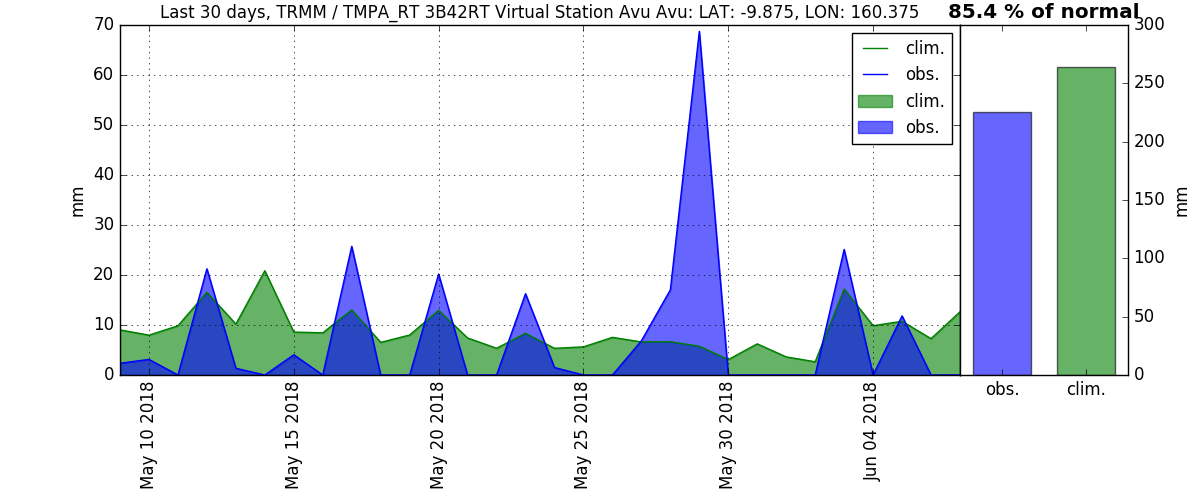 Last 30 days, TRMM / TMPA_RT 3B42RT Virtual Station Avu Avu: LAT: -9.875, LON: 160.375
85.4 % of normal
70
60
50
40
30
20
10
0
mm
clim.
obs.
clim.
obs.
May 10 2018
May 15 2018
May 20 2018
May 25 2018
May 30 2018
Jun 04 2018
300
250
200
150
100
50
0
mm
obs.
clim.